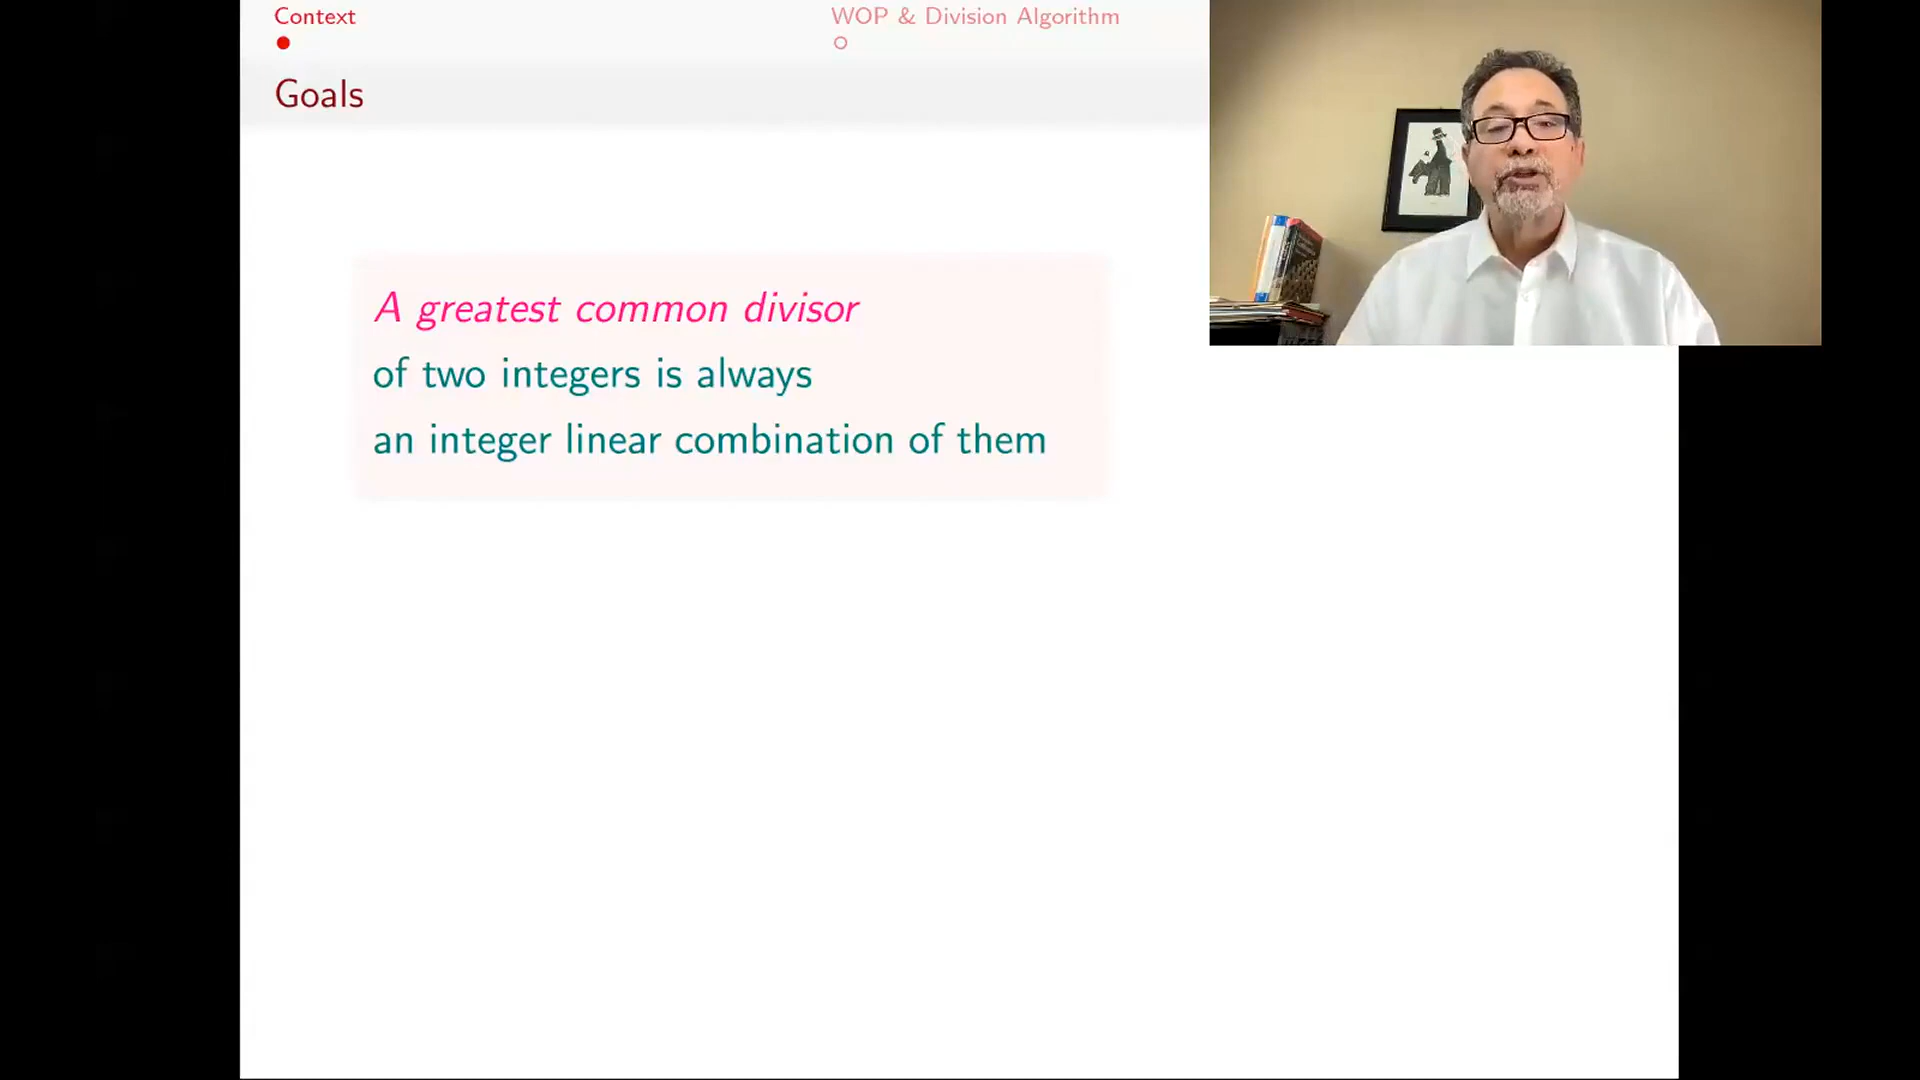 Context
WOP & Division Algorithm
Goals
A greatest common divisor
of two integers is always
an integer linear combination of them